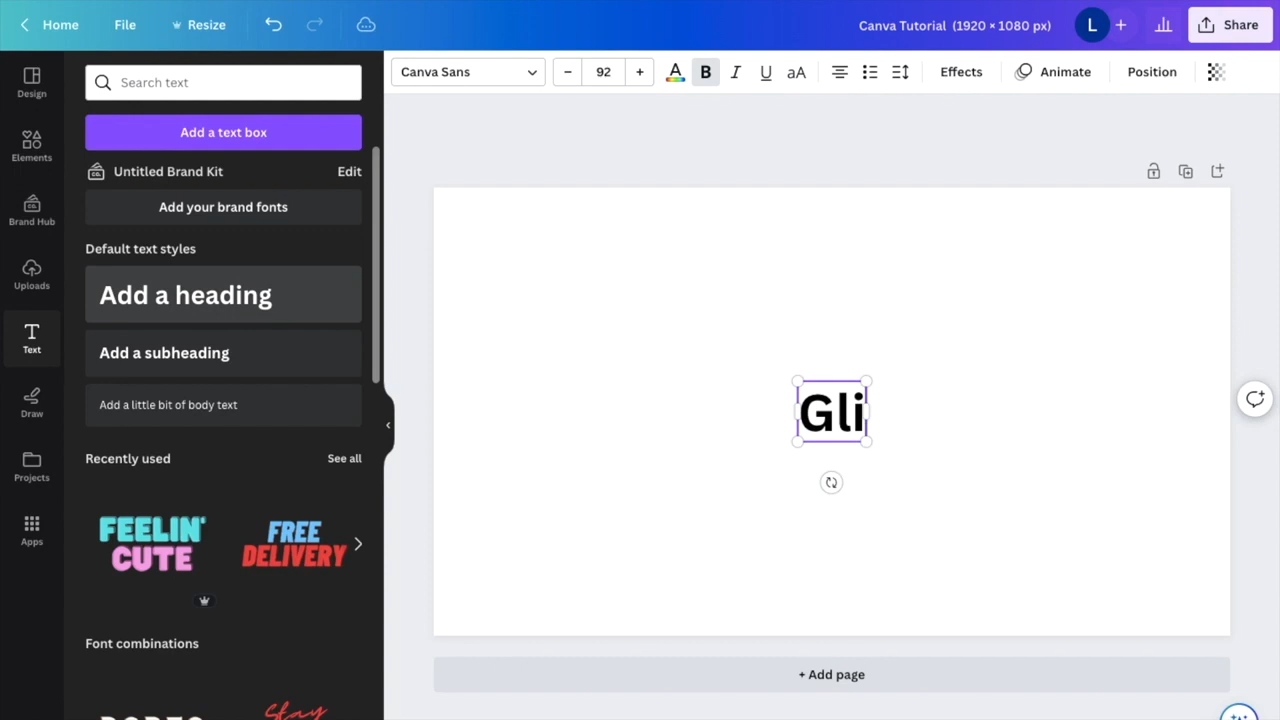 Home File Resize Canva Tutorial (1920 × 1080 px) L + Share
Canva Sans − 92 + A B I U aA Effects Animate Position
Design
Elements
Brand Hub
Uploads
Text
Draw
Projects
Apps
Search text
Add a text box
Untitled Brand Kit Edit
Add your brand fonts
Default text styles
Add a heading
Add a subheading
Add a little bit of body text
Recently used See all
FEELIN'
CUTE
FREE
DELIVERY
Font combinations
Stay
Gli
+ Add page